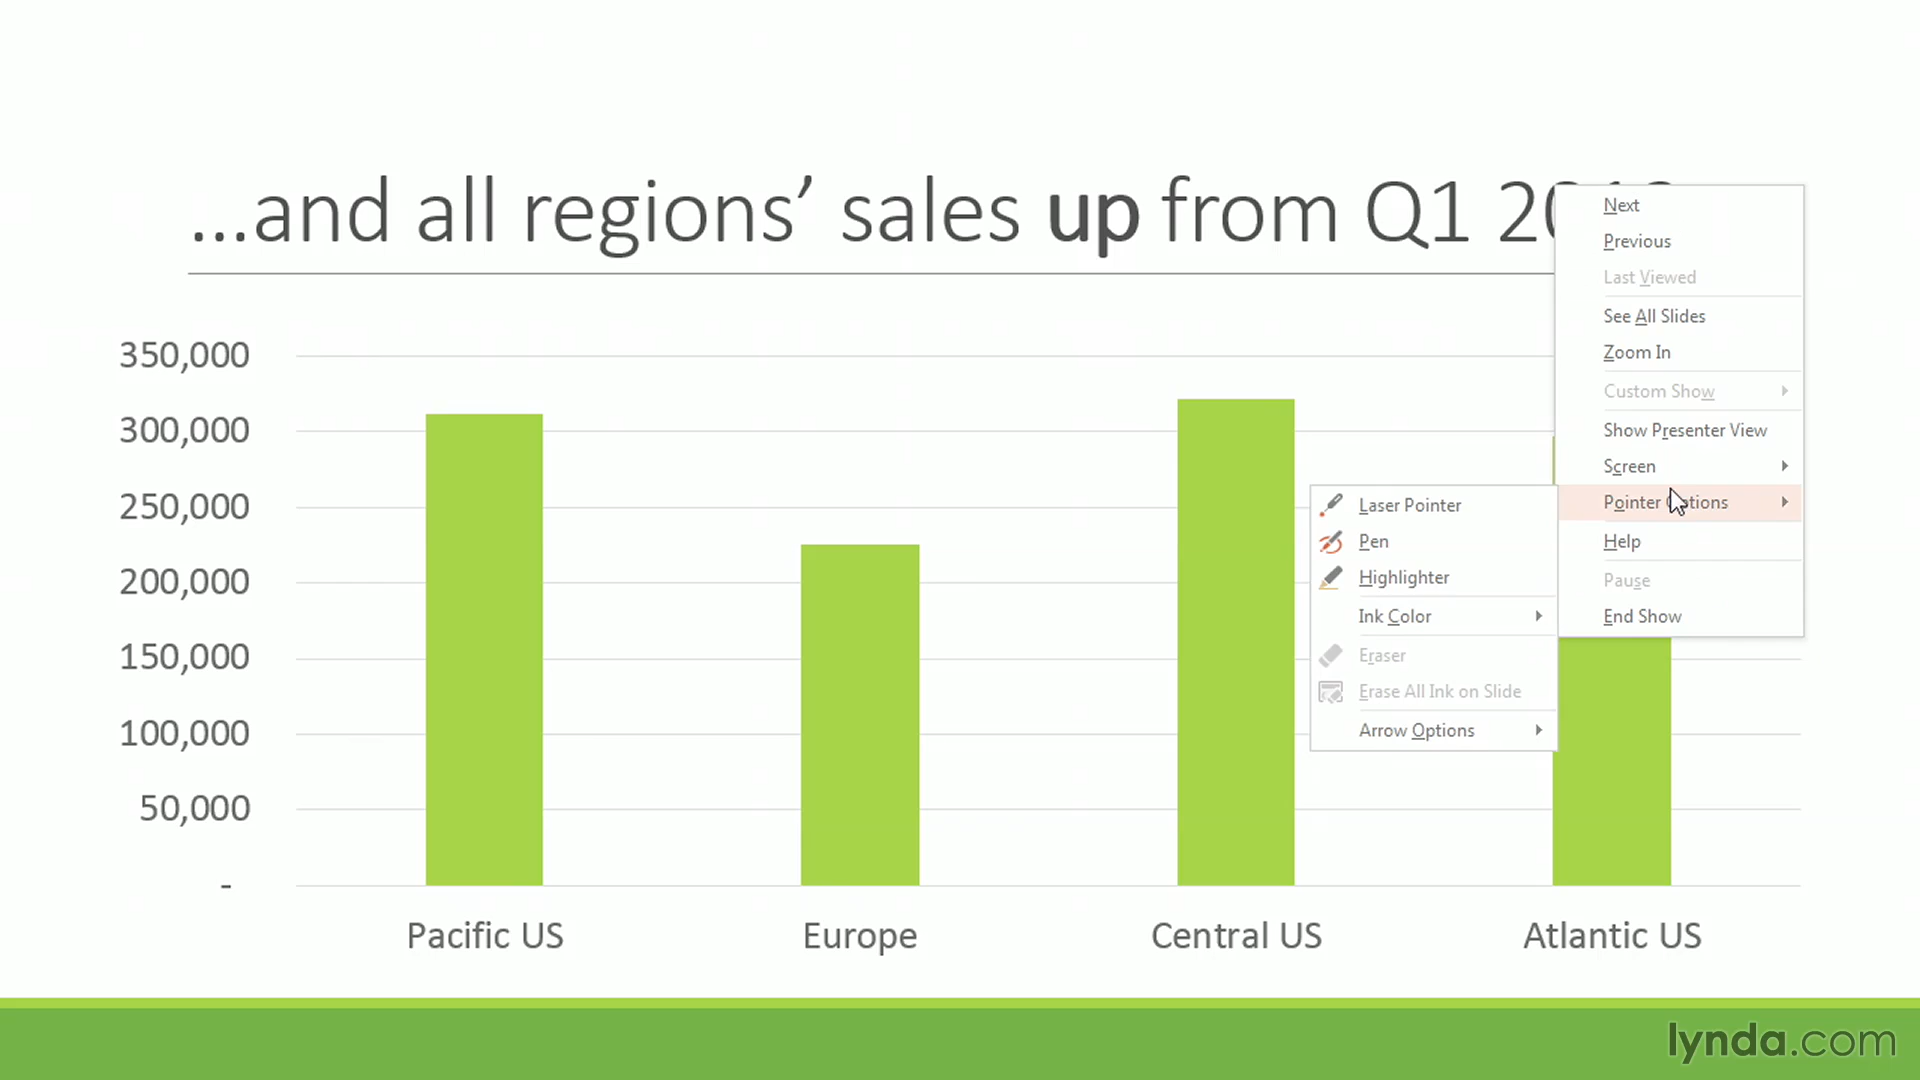 ...and all regions’ sales up from Q1
Next
Previous
Last Viewed
See All Slides
Zoom In
Custom Show
Show Presenter View
Screen
Pointer Options
Help
Pause
End Show
Laser Pointer
Pen
Highlighter
Ink Color
Eraser
Erase All Ink on Slide
Arrow Options
350,000
300,000
250,000
200,000
150,000
100,000
50,000
-
Pacific US
Europe
Central US
Atlantic US
lynda.com